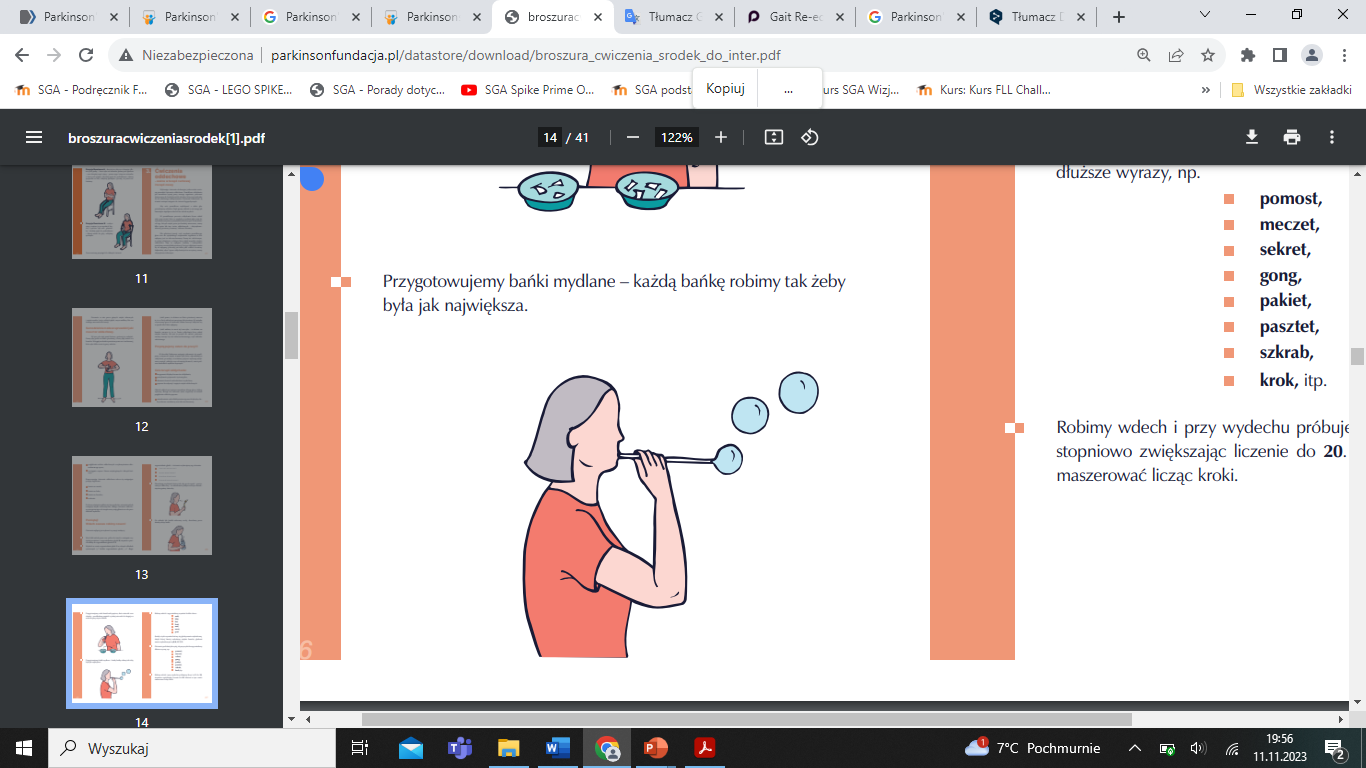 Parkinson
Parkinson
Parkinson
Parkinson
broszurac
Tłumacz G
Gait Re-ec
Parkinson
Tłumacz D
Niezabezpieczona
parkinsonfundacja.pl/datastore/download/broszura_cwiczenia_srodek_do_inter.pdf
SGA - Podręcznik F...
SGA - LEGO SPIKE...
SGA - Porady dotyc...
SGA Spike Prime O...
SGA podsta
Kopiuj
...
urs SGA Wizj...
Kurs: Kurs FLL Chall...
»
Wszystkie zakładki
broszuracwiczeniasrodek[1].pdf
14 / 41
122%
11
12
13
14
Przygotowujemy bańki mydlane – każdą bańkę robimy tak żeby
była jak największa.
6
dłuższe wyrazy, np.
pomost,
meczet,
sekret,
gong,
pakiet,
pasztet,
szkrab,
krok, itp.
Robimy wdech i przy wydechu próbuje
stopniowo zwiększając liczenie do 20.
maszerować licząc kroki.
Wyszukaj
1
7°C Pochmurnie
19:56
11.11.2023
2